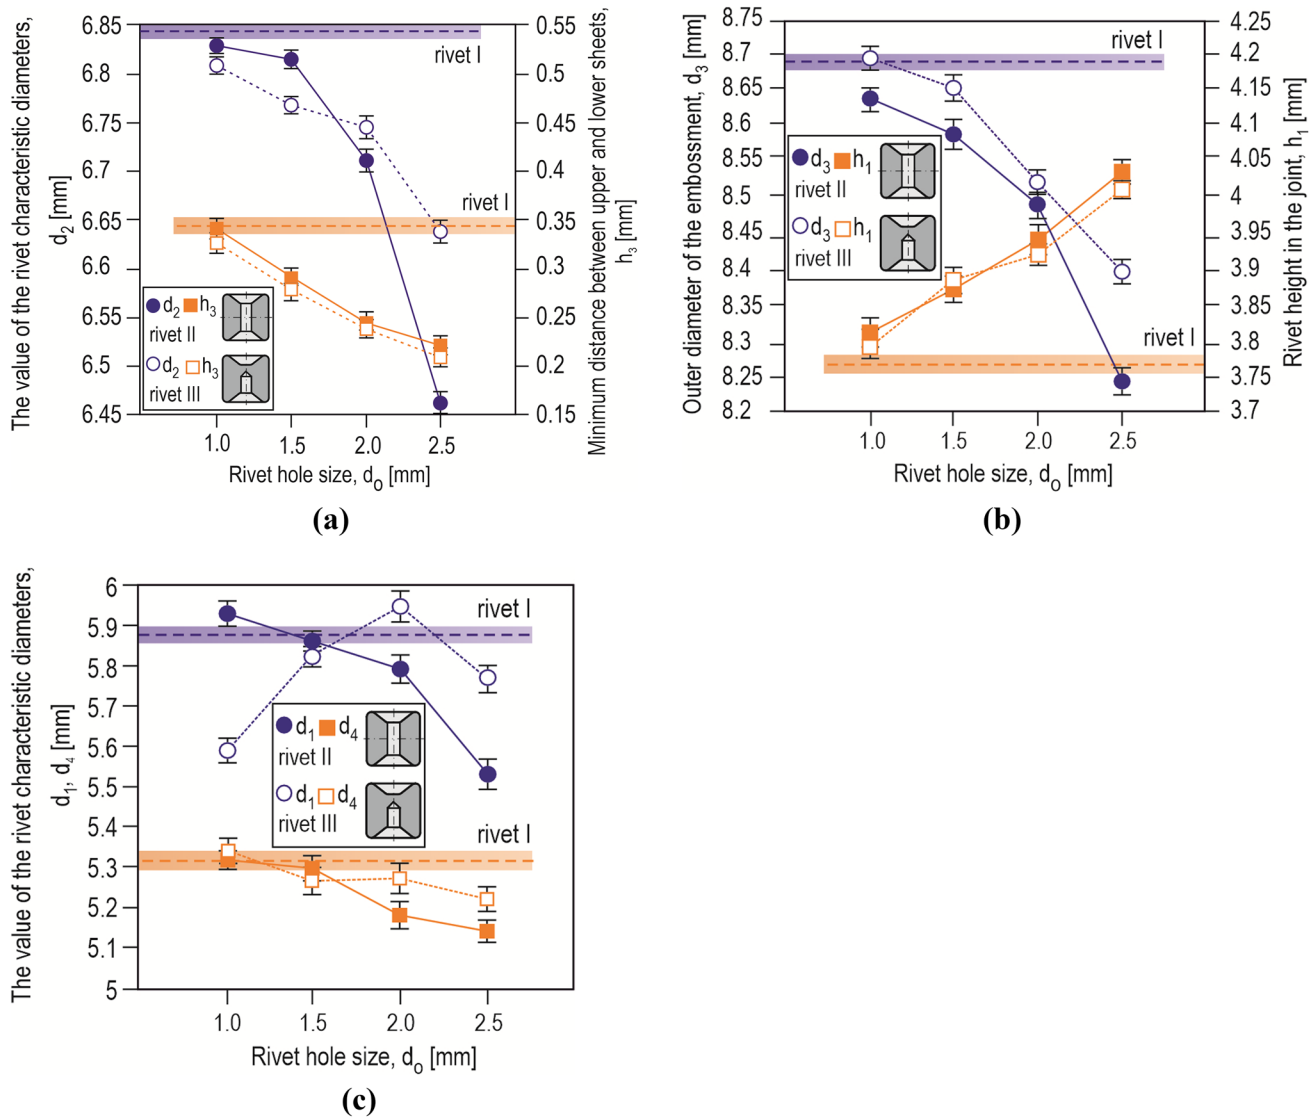 The value of the rivet characteristic diameters,
d2 [mm]
6.85
6.8
6.75
6.7
6.65
6.6
6.55
6.5
6.45
rivet I
rivet I
d2 h3
rivet II
d2 h3
rivet III
0.55
0.5
0.45
0.4
0.35
0.3
0.25
0.2
0.15
Minimum distance between upper and lower sheets,
h3 [mm]
1.0 1.5 2.0 2.5
Rivet hole size, do [mm]
(a)
Outer diameter of the embossment, d3 [mm]
8.75
8.7
8.65
8.6
8.55
8.5
8.45
8.4
8.35
8.3
8.25
8.2
rivet I
d3 h1
rivet II
d3 h1
rivet III
rivet I
4.25
4.2
4.15
4.1
4.05
4
3.95
3.9
3.85
3.8
3.75
3.7
Rivet height in the joint, h1 [mm]
1.0 1.5 2.0 2.5
Rivet hole size, do [mm]
(b)
The value of the rivet characteristic diameters,
d1, d4 [mm]
6
5.9
5.8
5.7
5.6
5.5
5.4
5.3
5.2
5.1
5
rivet I
d1 d4
rivet II
d1 d4
rivet III
rivet I
1.0 1.5 2.0 2.5
Rivet hole size, do [mm]
(c)